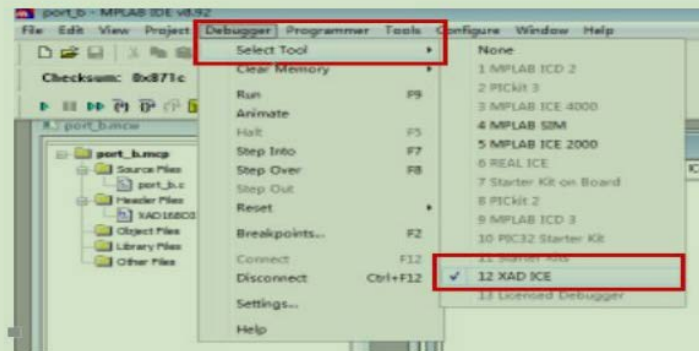 port_b - MPLAB IDE v8.92
File Edit View Project Debugger Programmer Tools Configure Window Help
Checksum: 0x871c
port_b.mcw
port_b.mcp
Source Files
port_b.c
Header Files
Object Files
Library Files
Other Files
Select Tool
Clear Memory
Run F9
Animate
Halt F5
Step Into F7
Step Over F8
Step Out
Reset
Breakpoints... F2
Connect F12
Disconnect Ctrl+F12
Settings...
Help
None
1 MPLAB ICD 2
2 PICkit 3
3 MPLAB ICE 4000
4 MPLAB SIM
5 MPLAB ICE 2000
6 REAL ICE
7 Starter Kit on Board
8 PICkit 2
9 MPLAB ICD 3
10 PIC32 Starter Kit
11 Starter Kits
12 XAD ICE
13 Licensed Debugger